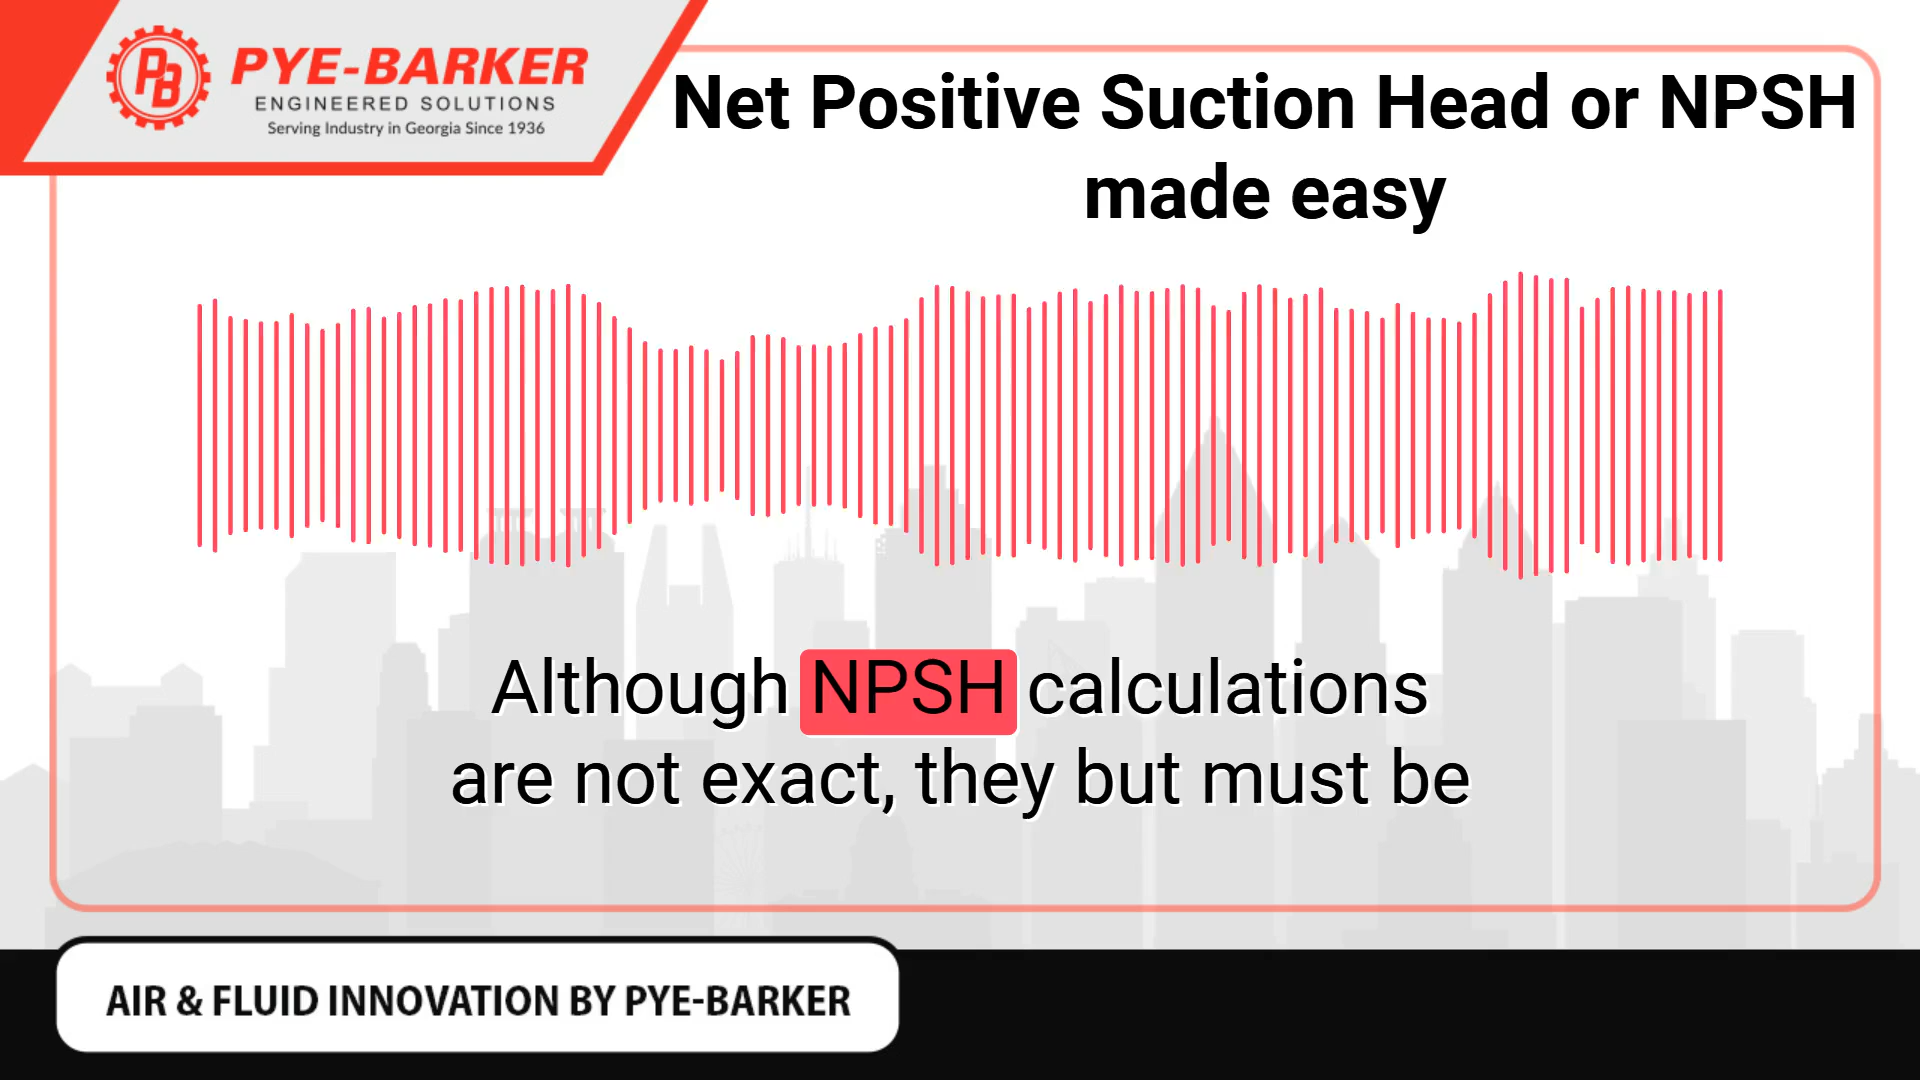 PB
PYE-BARKER
ENGINEERED SOLUTIONS
Serving Industry in Georgia Since 1936
Net Positive Suction Head or NPSH
made easy
Although NPSH calculations
are not exact, they but must be
AIR & FLUID INNOVATION BY PYE-BARKER